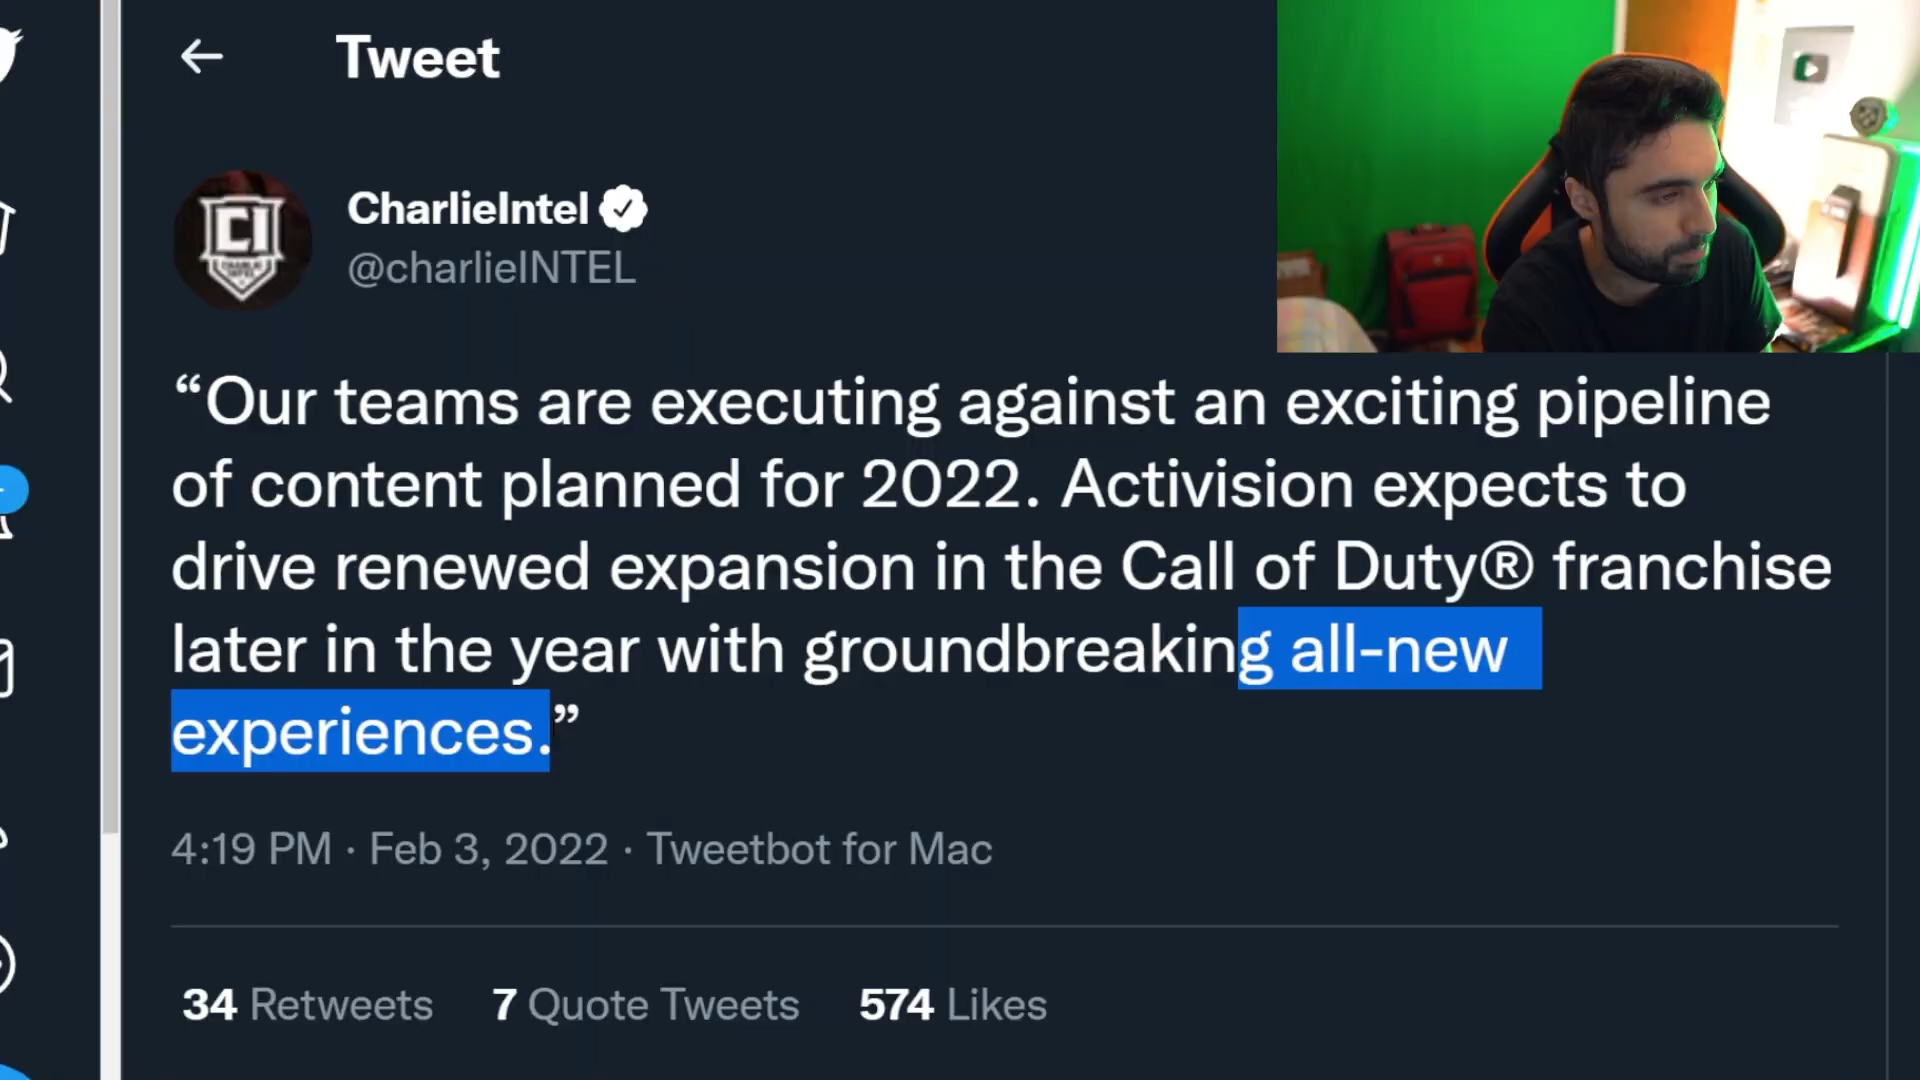 Tweet
CharlieIntel
@charlieINTEL
CI
“Our teams are executing against an exciting pipeline
of content planned for 2022. Activision expects to
drive renewed expansion in the Call of Duty® franchise
later in the year with groundbreaking all-new
experiences.”
4:19 PM · Feb 3, 2022 · Tweetbot for Mac
34 Retweets 7 Quote Tweets 574 Likes